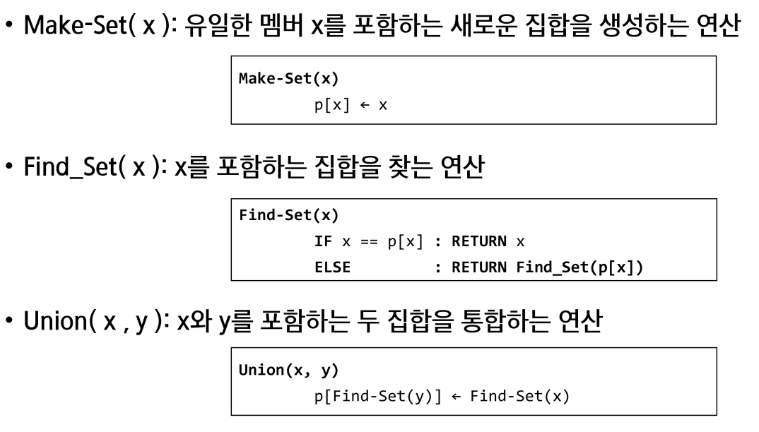 • Make-Set( x ): 유일한 멤버 x를 포함하는 새로운 집합을 생성하는 연산
Make-Set(x)
p[x] ← x
• Find_Set( x ): x를 포함하는 집합을 찾는 연산
Find-Set(x)
IF x == p[x] : RETURN x
ELSE : RETURN Find_Set(p[x])
• Union( x , y ): x와 y를 포함하는 두 집합을 통합하는 연산
Union(x, y)
p[Find-Set(y)] ← Find-Set(x)